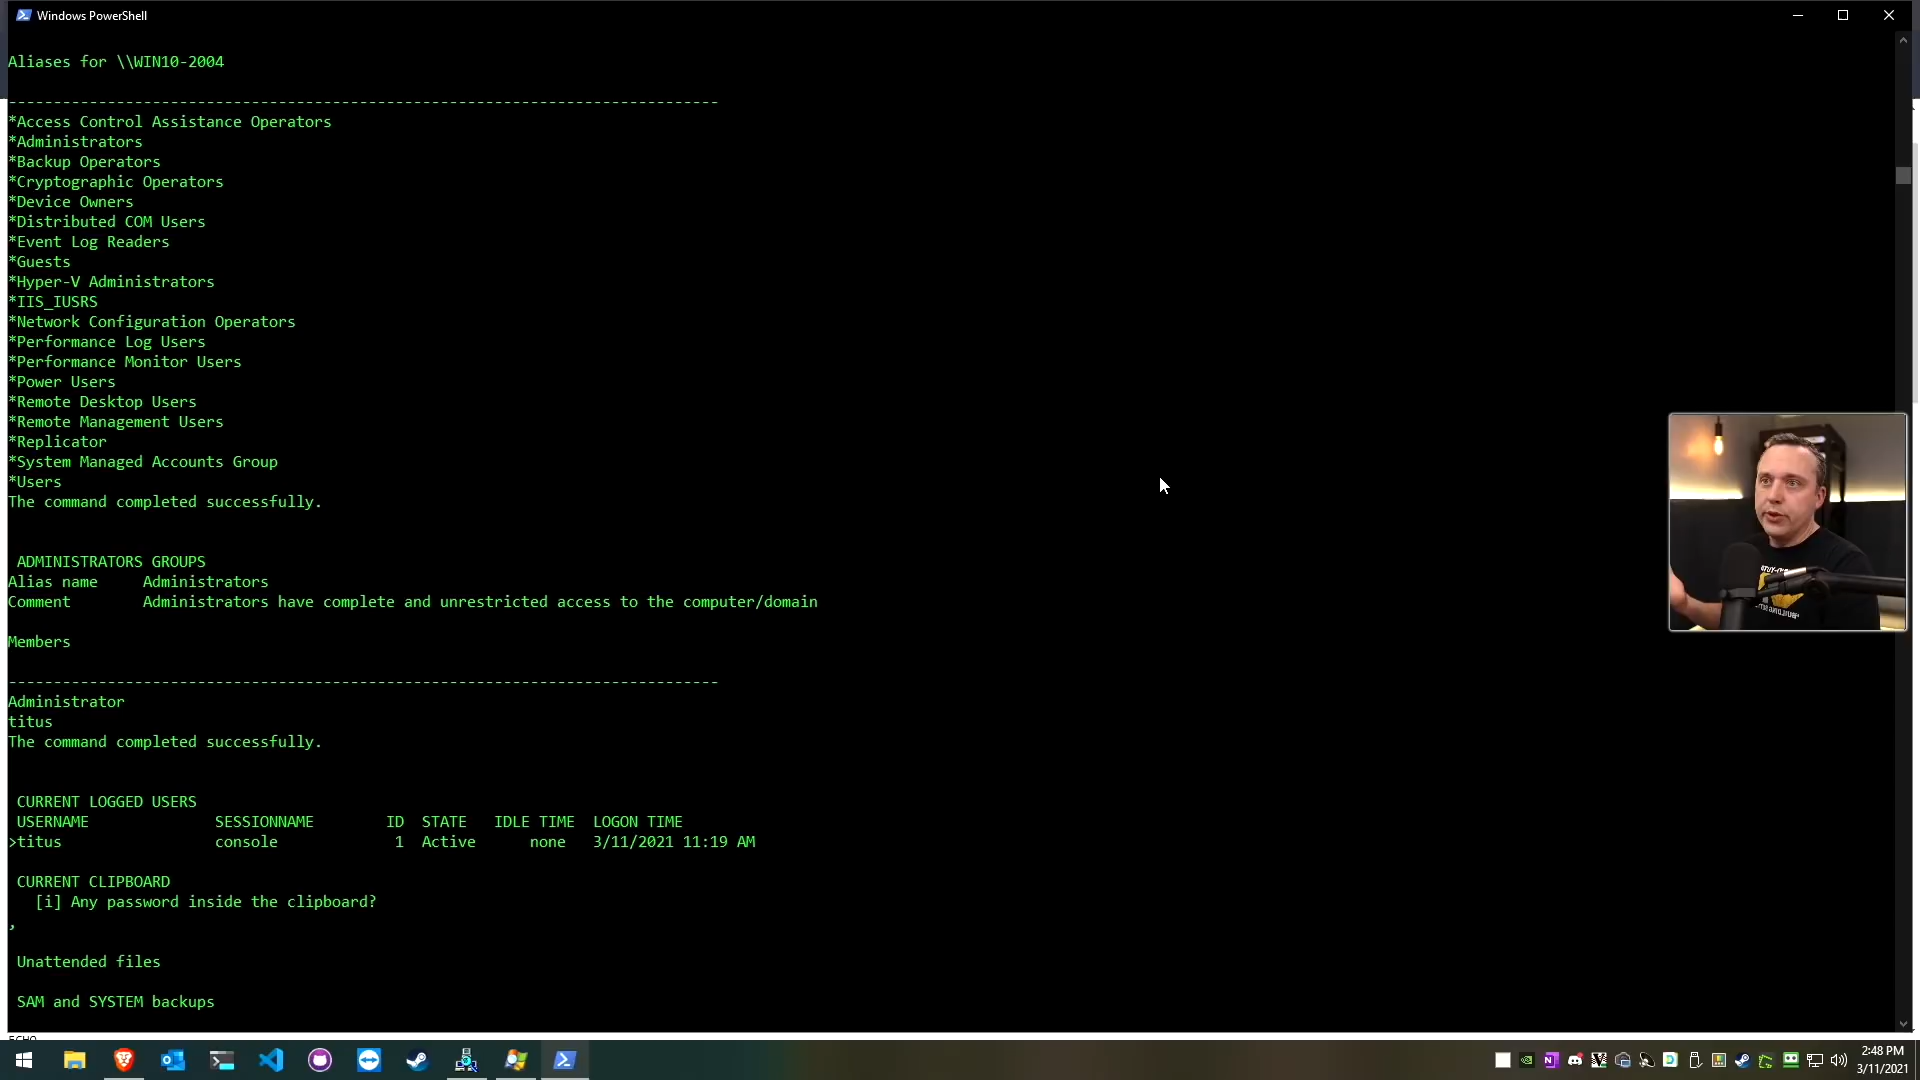 Windows PowerShell
Aliases for \\WIN10-2004
-------------------------------------------------------------------------------
*Access Control Assistance Operators
*Administrators
*Backup Operators
*Cryptographic Operators
*Device Owners
*Distributed COM Users
*Event Log Readers
*Guests
*Hyper-V Administrators
*IIS_IUSRS
*Network Configuration Operators
*Performance Log Users
*Performance Monitor Users
*Power Users
*Remote Desktop Users
*Remote Management Users
*Replicator
*System Managed Accounts Group
*Users
The command completed successfully.
ADMINISTRATORS GROUPS
Alias name     Administrators
Comment        Administrators have complete and unrestricted access to the computer/domain
Members
-------------------------------------------------------------------------------
Administrator
titus
The command completed successfully.
CURRENT LOGGED USERS
USERNAME              SESSIONNAME        ID  STATE   IDLE TIME  LOGON TIME
>titus                 console             1  Active      none   3/11/2021 11:19 AM
CURRENT CLIPBOARD
[i] Any password inside the clipboard?
,
Unattended files
SAM and SYSTEM backups
2:48 PM
3/11/2021